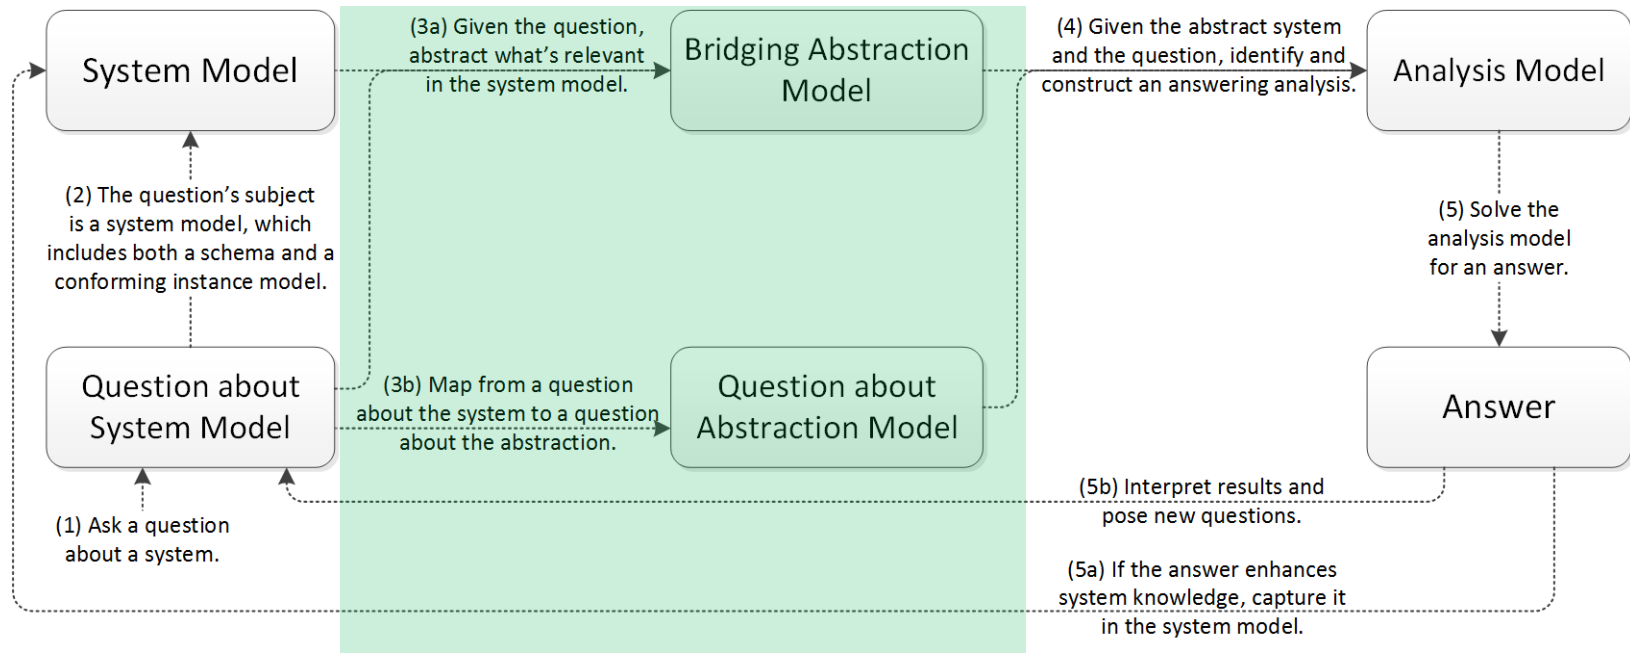 System Model
(3a) Given the question,
abstract what's relevant
in the system model.
Bridging Abstraction
Model
(4) Given the abstract system
and the question, identify and
construct an answering analysis.
Analysis Model
(2) The question's subject
is a system model, which
includes both a schema and a
conforming instance model.
(5) Solve the
analysis model
for an answer.
Question about
System Model
(3b) Map from a question
about the system to a question
about the abstraction.
Question about
Abstraction Model
Answer
(1) Ask a question
about a system.
(5b) Interpret results and
pose new questions.
(5a) If the answer enhances
system knowledge, capture it
in the system model.